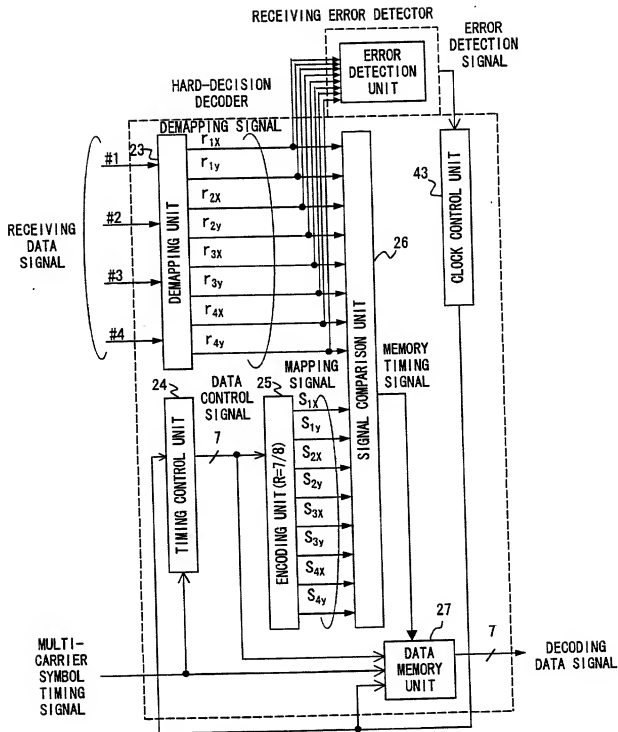 RECEIVING ERROR DETECTOR
ERROR
DETECTION
UNIT
ERROR
DETECTION
SIGNAL
HARD-DECISION
DECODER
DEMAPPING SIGNAL
23
#1
#2
#3
#4
RECEIVING
DATA
SIGNAL
DEMAPPING UNIT
r1X
r1y
r2X
r2y
r3X
r3y
r4X
r4y
43
CLOCK CONTROL UNIT
26
SIGNAL COMPARISON UNIT
MEMORY
TIMING
SIGNAL
24
TIMING CONTROL UNIT
DATA
CONTROL
SIGNAL
7
25
MAPPING
SIGNAL
ENCODING UNIT(R=7/8)
S1X
S1y
S2X
S2y
S3X
S3y
S4X
S4y
27
DATA
MEMORY
UNIT
7
DECODING
DATA SIGNAL
MULTI-
CARRIER
SYMBOL
TIMING
SIGNAL